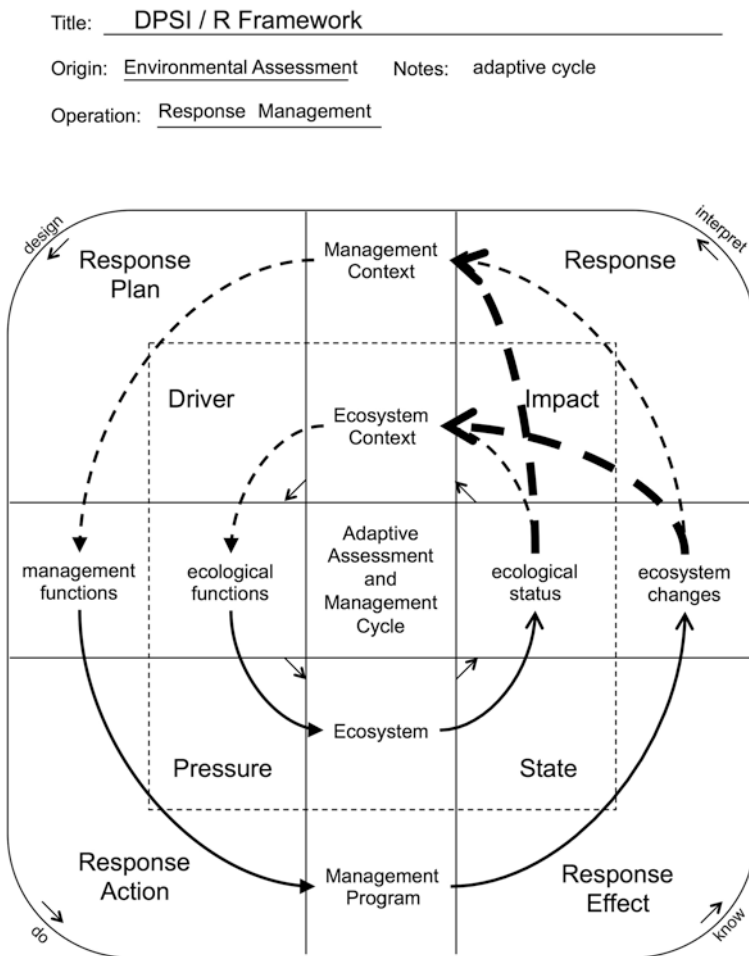 Title: DPSI / R Framework
Origin: Environmental Assessment Notes: adaptive cycle
Operation: Response Management
design
interpret
Response
Plan
Management
Context
Response
Driver
Ecosystem
Context
Impact
management
functions
ecological
functions
Adaptive
Assessment
and
Management
Cycle
ecological
status
ecosystem
changes
Pressure
Ecosystem
State
Response
Action
Management
Program
Response
Effect
do
know